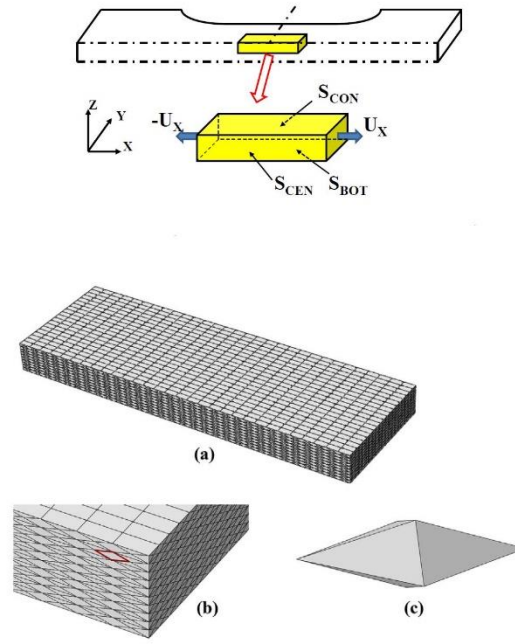 S_CON
Z
Y
X
-U_X
U_X
S_CEN
S_BOT
(a)
(b)
(c)